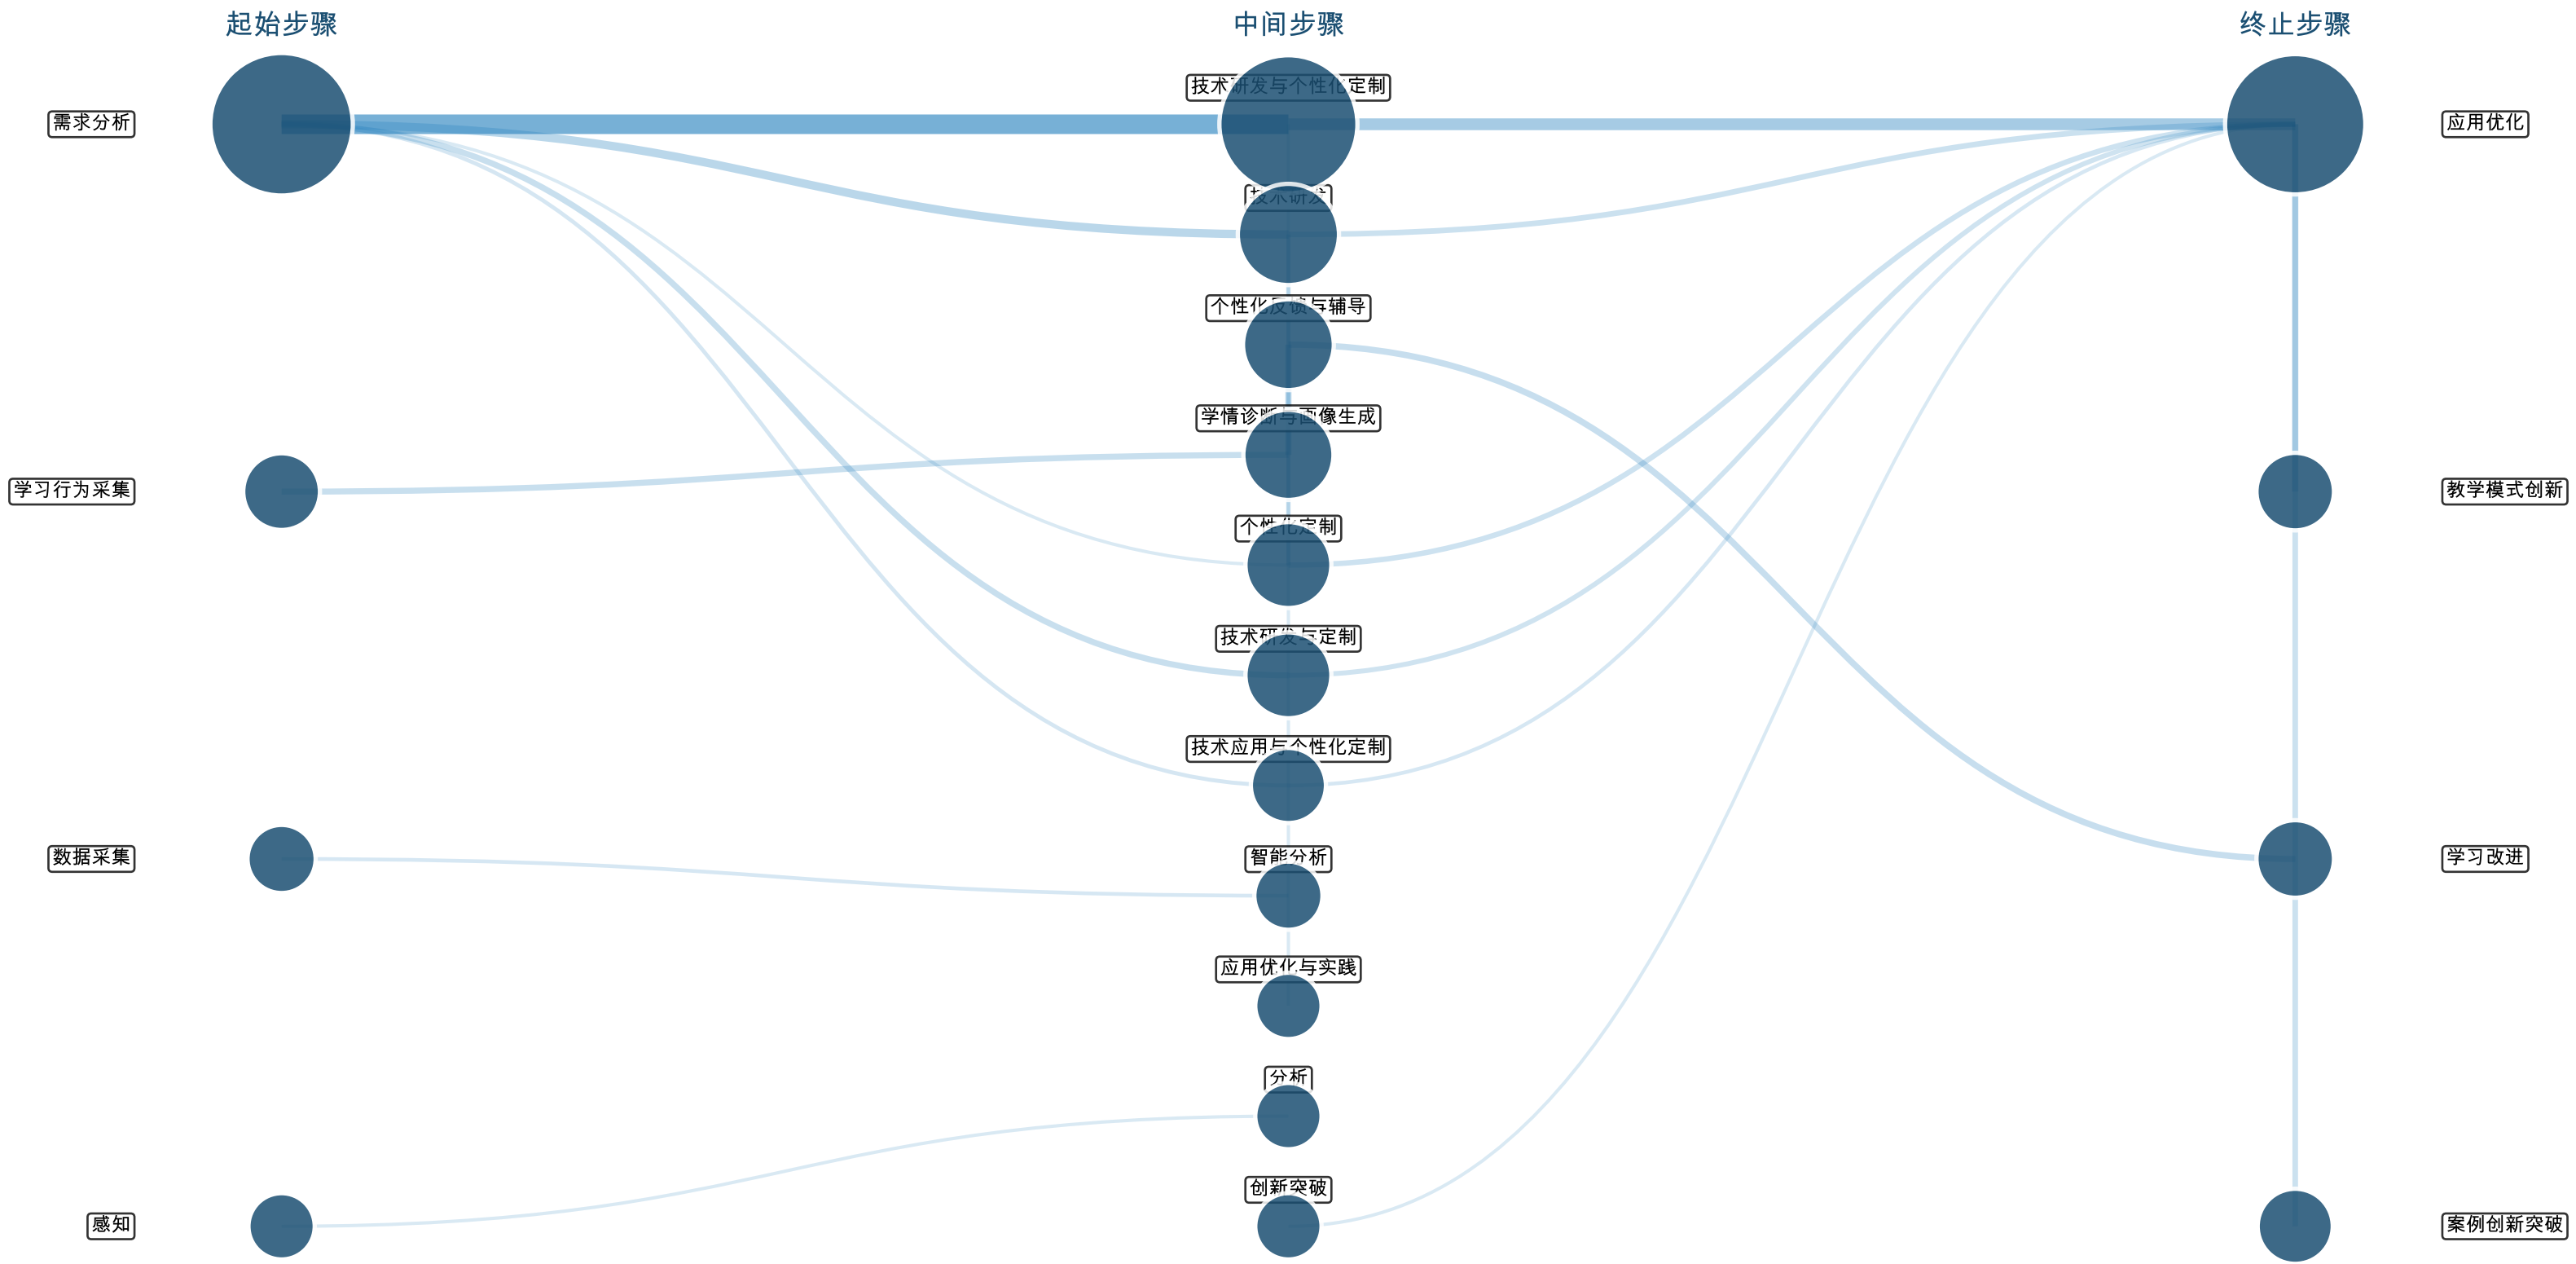 起始步骤
中间步骤
终止步骤
需求分析
技术研发与个性化定制
应用优化
技术研发
个性化反馈与辅导
学情诊断与画像生成
学习行为采集
教学模式创新
个性化定制
技术研发与定制
技术应用与个性化定制
数据采集
智能分析
学习改进
应用优化与实践
分析
创新突破
感知
案例创新突破